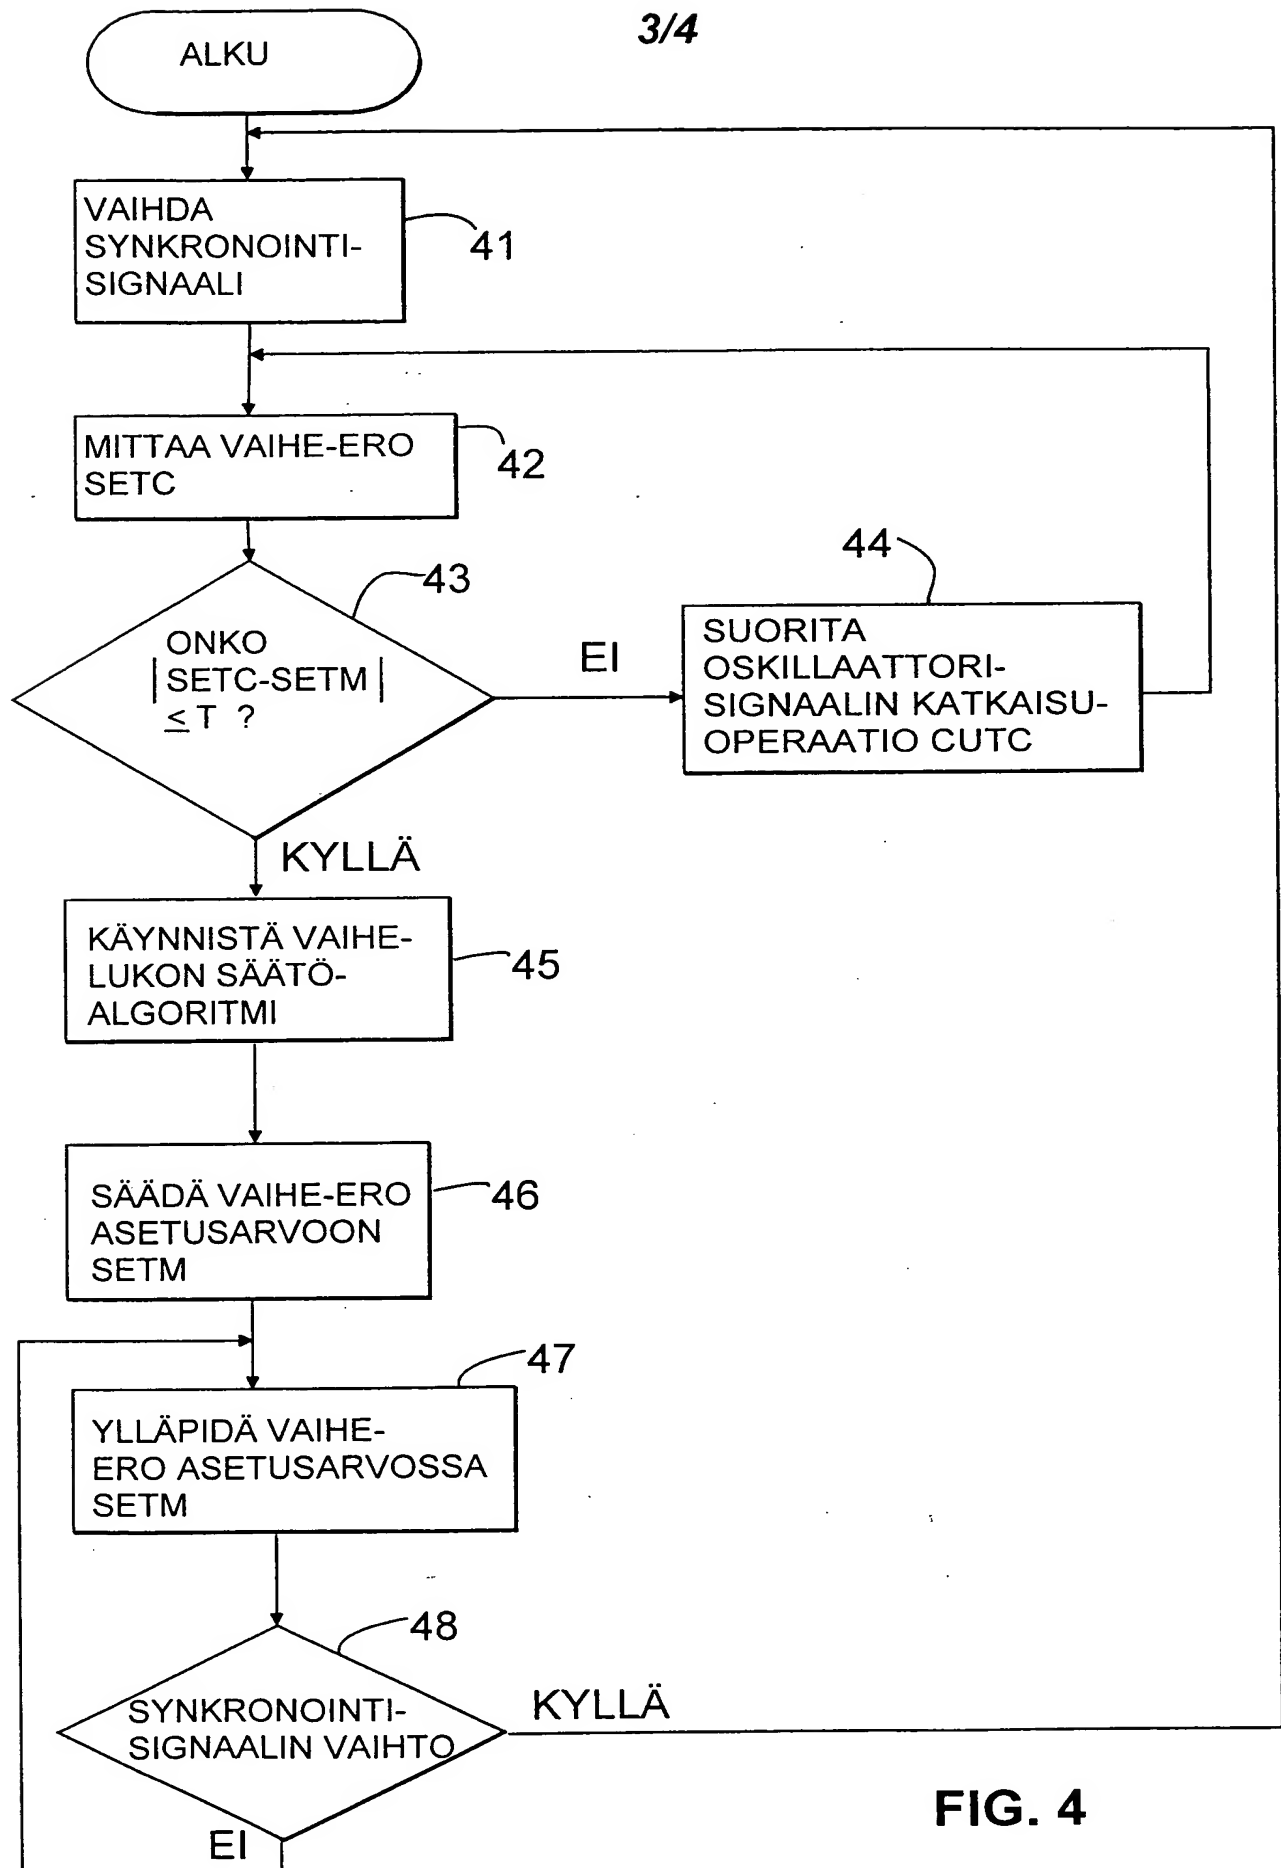 3/4
ALKU
VAIHDA
SYNKRONOINTI-
SIGNAALI
41
MITTAA VAIHE-ERO
SETC
42
43
ONKO
|SETC-SETM|
≤T ?
EI
44
SUORITA
OSKILLAATTORI-
SIGNAALIN KATKAISU-
OPERAATIO CUTC
KYLLÄ
KÄYNNISTÄ VAIHE-
LUKON SÄÄTÖ-
ALGORITMI
45
SÄÄDÄ VAIHE-ERO
ASETUSARVOON
SETM
46
47
YLLÄPIDÄ VAIHE-
ERO ASETUSARVOSSA
SETM
48
SYNKRONOINTI-
SIGNAALIN VAIHTO
KYLLÄ
EI
FIG. 4